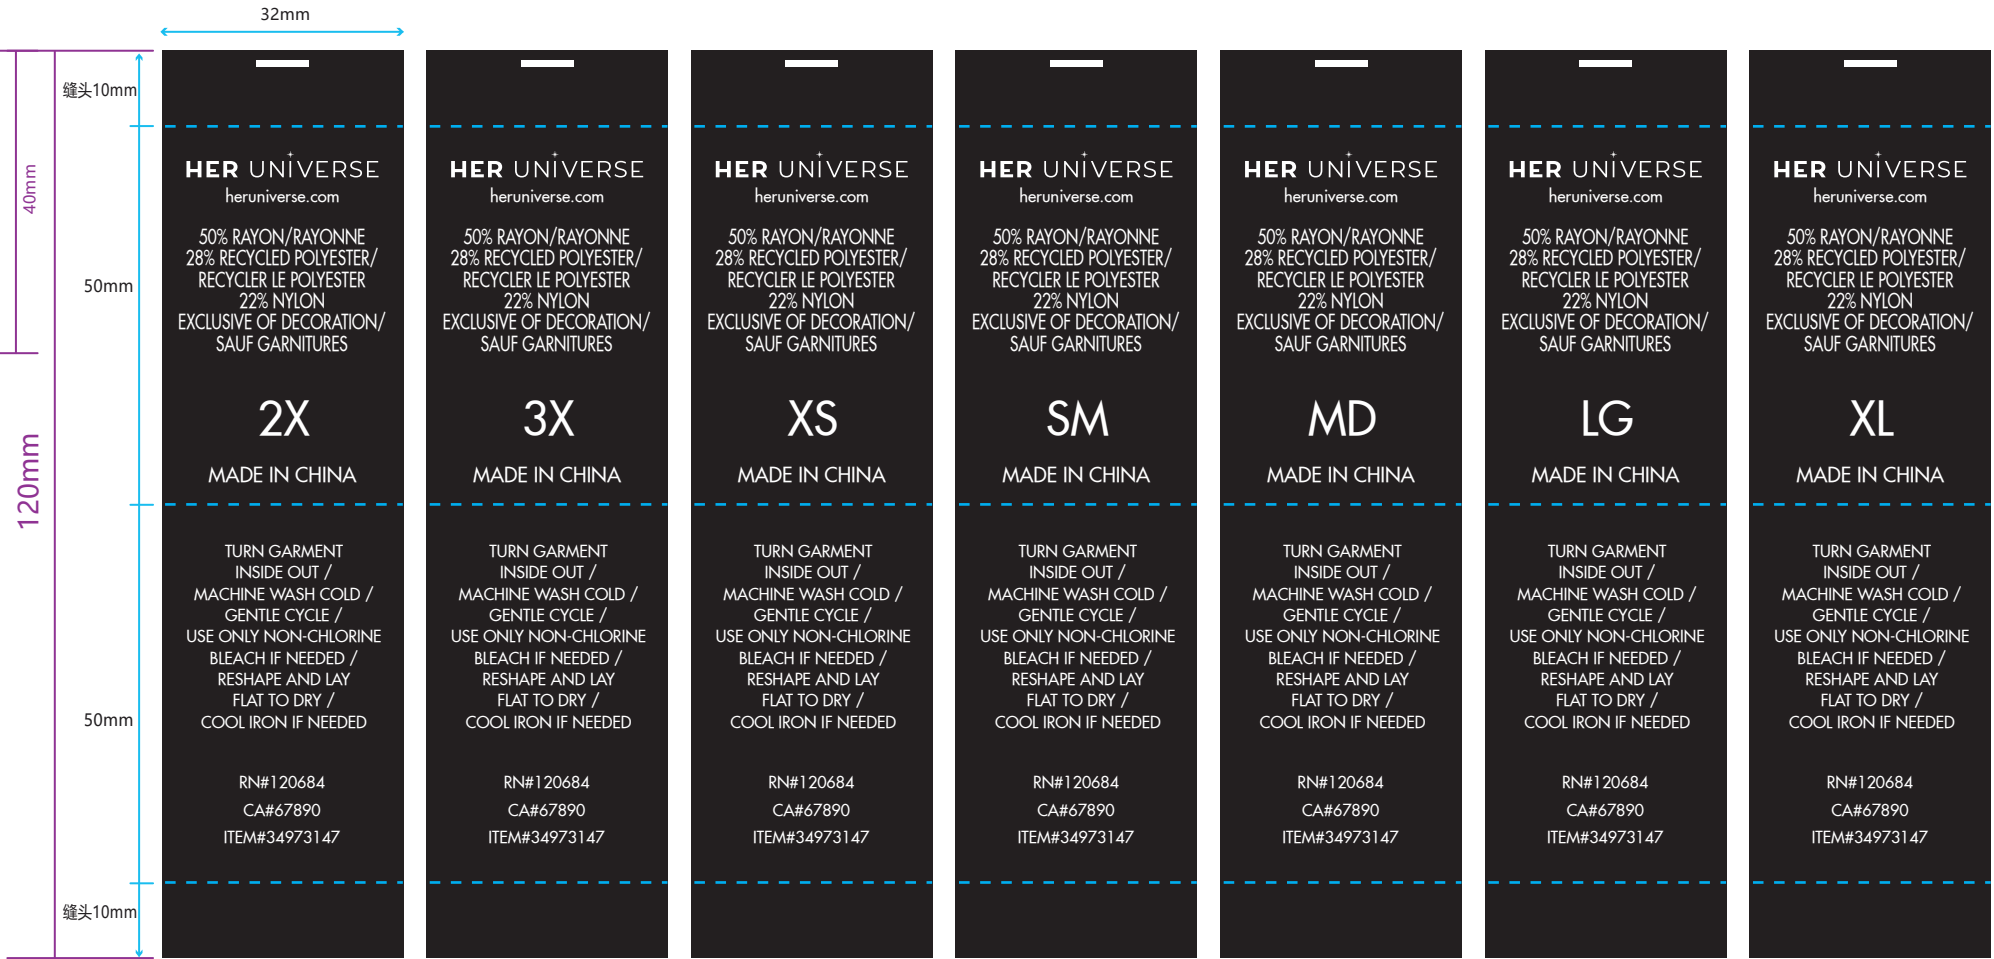 32mm
缝头10mm
40mm
50mm
120mm
50mm
缝头10mm
HER UNIVERSE
heruniverse.com
50% RAYON/RAYONNE
28% RECYCLED POLYESTER/
RECYCLER LE POLYESTER
22% NYLON
EXCLUSIVE OF DECORATION/
SAUF GARNITURES
2X
MADE IN CHINA
TURN GARMENT
INSIDE OUT /
MACHINE WASH COLD /
GENTLE CYCLE /
USE ONLY NON-CHLORINE
BLEACH IF NEEDED /
RESHAPE AND LAY
FLAT TO DRY /
COOL IRON IF NEEDED
RN#120684
CA#67890
ITEM#34973147
HER UNIVERSE
heruniverse.com
50% RAYON/RAYONNE
28% RECYCLED POLYESTER/
RECYCLER LE POLYESTER
22% NYLON
EXCLUSIVE OF DECORATION/
SAUF GARNITURES
3X
MADE IN CHINA
TURN GARMENT
INSIDE OUT /
MACHINE WASH COLD /
GENTLE CYCLE /
USE ONLY NON-CHLORINE
BLEACH IF NEEDED /
RESHAPE AND LAY
FLAT TO DRY /
COOL IRON IF NEEDED
RN#120684
CA#67890
ITEM#34973147
HER UNIVERSE
heruniverse.com
50% RAYON/RAYONNE
28% RECYCLED POLYESTER/
RECYCLER LE POLYESTER
22% NYLON
EXCLUSIVE OF DECORATION/
SAUF GARNITURES
XS
MADE IN CHINA
TURN GARMENT
INSIDE OUT /
MACHINE WASH COLD /
GENTLE CYCLE /
USE ONLY NON-CHLORINE
BLEACH IF NEEDED /
RESHAPE AND LAY
FLAT TO DRY /
COOL IRON IF NEEDED
RN#120684
CA#67890
ITEM#34973147
HER UNIVERSE
heruniverse.com
50% RAYON/RAYONNE
28% RECYCLED POLYESTER/
RECYCLER LE POLYESTER
22% NYLON
EXCLUSIVE OF DECORATION/
SAUF GARNITURES
SM
MADE IN CHINA
TURN GARMENT
INSIDE OUT /
MACHINE WASH COLD /
GENTLE CYCLE /
USE ONLY NON-CHLORINE
BLEACH IF NEEDED /
RESHAPE AND LAY
FLAT TO DRY /
COOL IRON IF NEEDED
RN#120684
CA#67890
ITEM#34973147
HER UNIVERSE
heruniverse.com
50% RAYON/RAYONNE
28% RECYCLED POLYESTER/
RECYCLER LE POLYESTER
22% NYLON
EXCLUSIVE OF DECORATION/
SAUF GARNITURES
MD
MADE IN CHINA
TURN GARMENT
INSIDE OUT /
MACHINE WASH COLD /
GENTLE CYCLE /
USE ONLY NON-CHLORINE
BLEACH IF NEEDED /
RESHAPE AND LAY
FLAT TO DRY /
COOL IRON IF NEEDED
RN#120684
CA#67890
ITEM#34973147
HER UNIVERSE
heruniverse.com
50% RAYON/RAYONNE
28% RECYCLED POLYESTER/
RECYCLER LE POLYESTER
22% NYLON
EXCLUSIVE OF DECORATION/
SAUF GARNITURES
LG
MADE IN CHINA
TURN GARMENT
INSIDE OUT /
MACHINE WASH COLD /
GENTLE CYCLE /
USE ONLY NON-CHLORINE
BLEACH IF NEEDED /
RESHAPE AND LAY
FLAT TO DRY /
COOL IRON IF NEEDED
RN#120684
CA#67890
ITEM#34973147
HER UNIVERSE
heruniverse.com
50% RAYON/RAYONNE
28% RECYCLED POLYESTER/
RECYCLER LE POLYESTER
22% NYLON
EXCLUSIVE OF DECORATION/
SAUF GARNITURES
XL
MADE IN CHINA
TURN GARMENT
INSIDE OUT /
MACHINE WASH COLD /
GENTLE CYCLE /
USE ONLY NON-CHLORINE
BLEACH IF NEEDED /
RESHAPE AND LAY
FLAT TO DRY /
COOL IRON IF NEEDED
RN#120684
CA#67890
ITEM#34973147